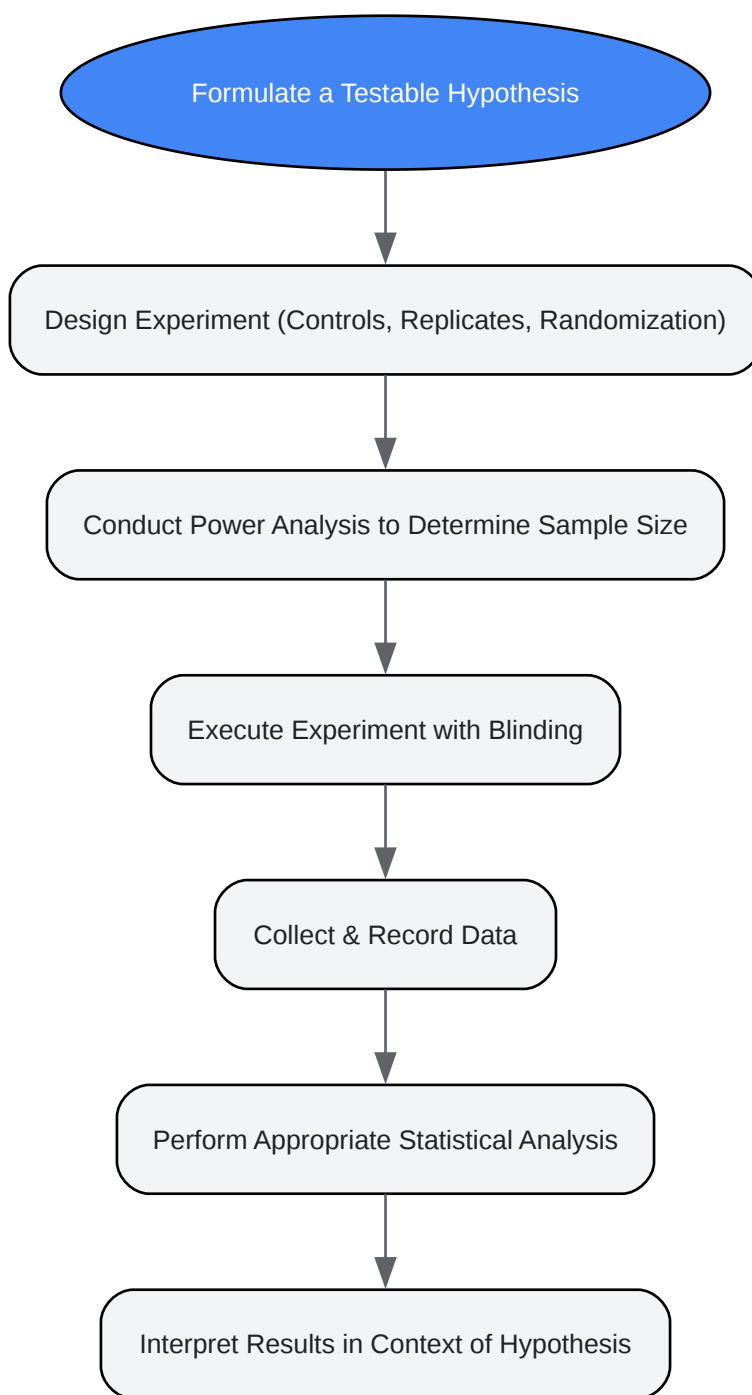 Formulate a Testable Hypothesis
Design Experiment (Controls, Replicates, Randomization)
Conduct Power Analysis to Determine Sample Size
Execute Experiment with Blinding
Collect & Record Data
Perform Appropriate Statistical Analysis
Interpret Results in Context of Hypothesis